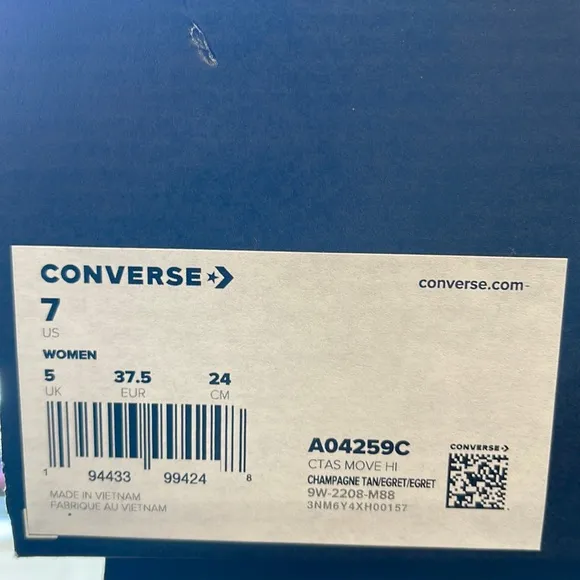 CONVERSE
converse.com
7
US
WOMEN
5 37.5 24
UK EUR CM
1 94433 99424 8
MADE IN VIETNAM
FABRIQUE AU VIETNAM
A04259C
CTAS MOVE HI
CHAMPAGNE TAN/EGRET/EGRET
9W-2208-M88
3NM6Y4XH00157
CONVERSE